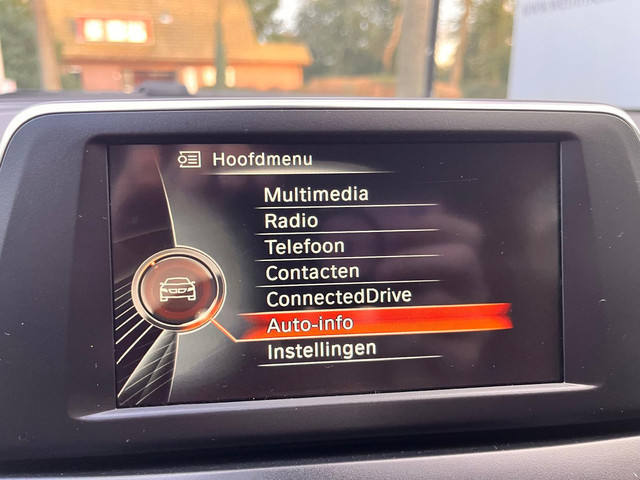 Hoofdmenu
Multimedia
Radio
Telefoon
Contacten
ConnectedDrive
Auto-info
Instellingen